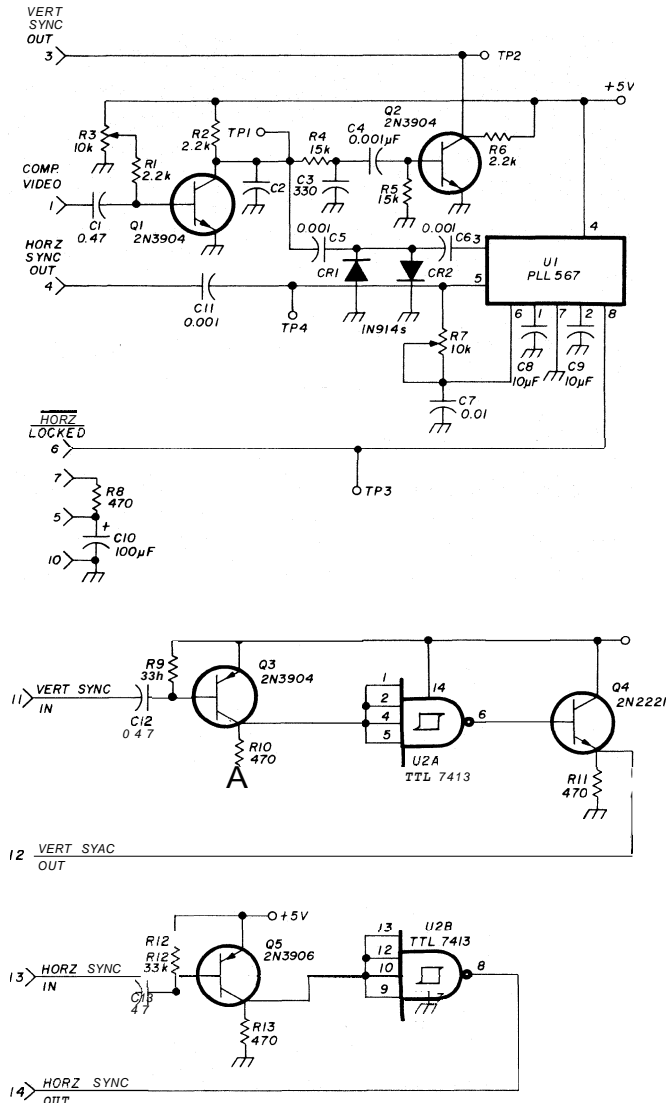 VERT
SYNC
OUT
3
TP2
+5V
Q2
2N3904
C4
0.001µF
R3
10k
R2
2.2k
TP1
R4
15k
R6
2.2k
R1
2.2k
COMP.
VIDEO
1
C2
C3
330
R5
15k
C1
0.47
Q1
2N3904
HORZ
SYNC
OUT
4
0.001
C5
0.001
C6
3
4
U1
PLL 567
CR1
CR2
5
C11
0.001
TP4
1N914s
R7
10k
6
1
7
2
8
C8
10µF
C9
10µF
C7
0.01
HORZ
LOCKED
6
TP3
7
R8
470
5
+
C10
100µF
10
R9
33h
Q3
2N3904
11
VERT SYNC
IN
C12
0 4 7
R10
470
A
1
2
4
5
14
6
U2A
TTL 7413
Q4
2N2221
R11
470
12
VERT SYAC
OUT
+5V
R12
R12
33k
Q5
2N3906
13
HORZ SYNC
IN
C13
47
R13
470
13
12
10
9
U2B
TTL 7413
7
8
14
HORZ SYNC
OUT